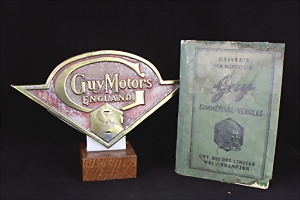 GUY MOTORS
ENGLAND
DRIVER'S
HANDBOOK
Guy
COMMERCIAL VEHICLES
GUY MOTORS LIMITED
WOLVERHAMPTON